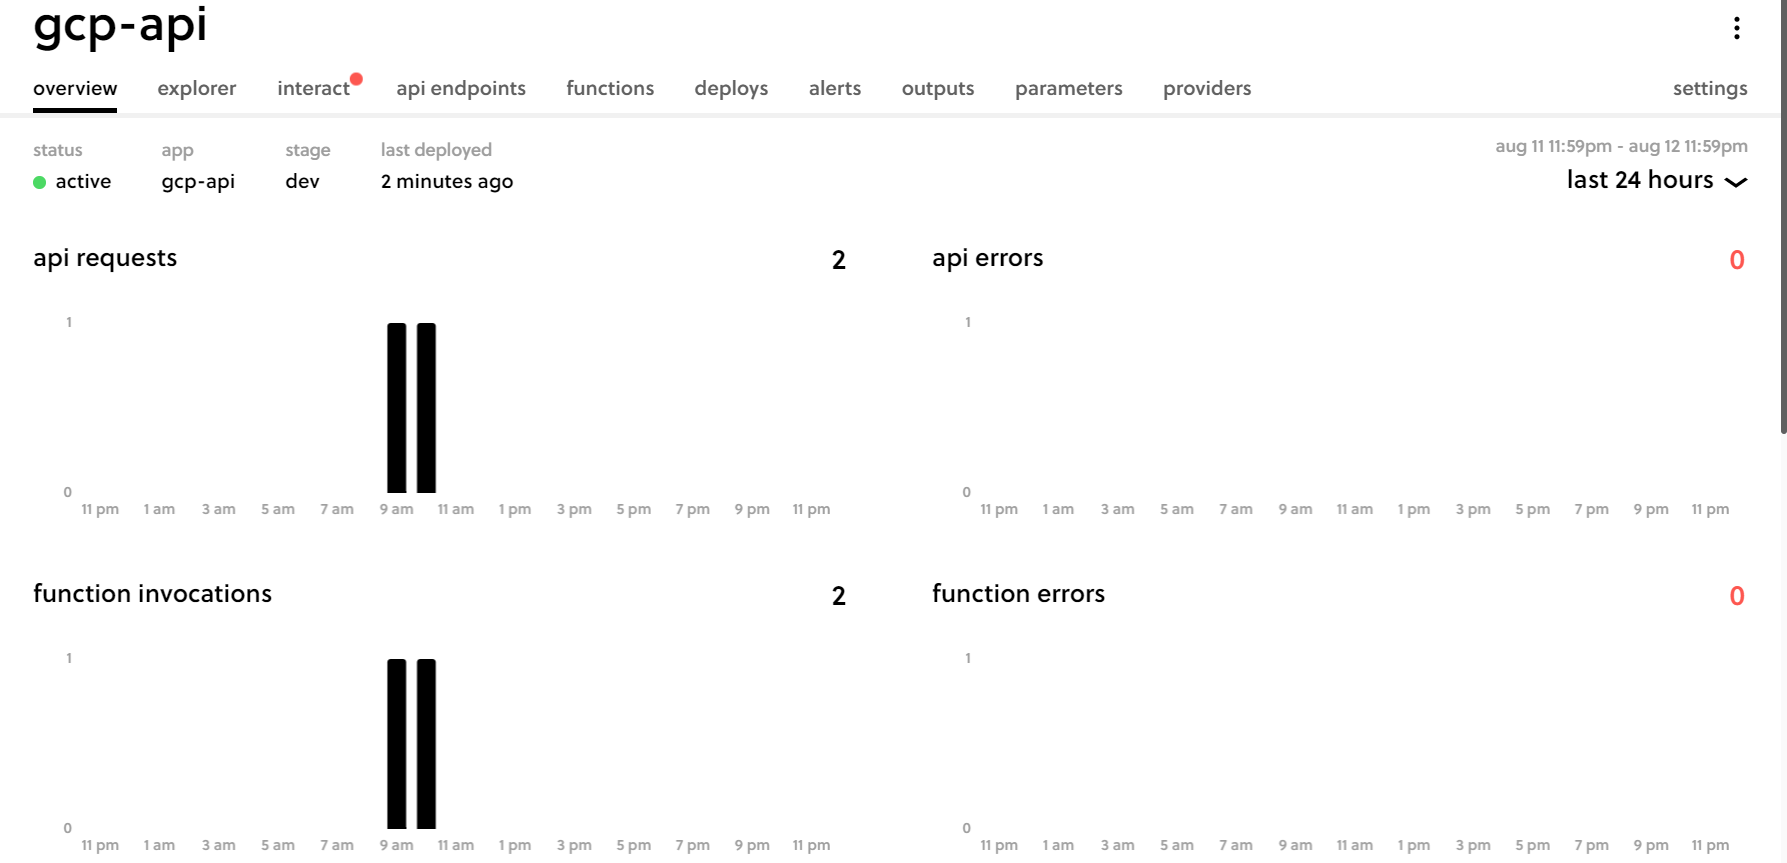 gcp-api
overview explorer interact api endpoints functions deploys alerts outputs parameters providers settings
status app stage last deployed
active gcp-api dev 2 minutes ago
aug 11 11:59pm - aug 12 11:59pm
last 24 hours
api requests 2
1
0
11 pm 1 am 3 am 5 am 7 am 9 am 11 am 1 pm 3 pm 5 pm 7 pm 9 pm 11 pm
api errors 0
1
0
11 pm 1 am 3 am 5 am 7 am 9 am 11 am 1 pm 3 pm 5 pm 7 pm 9 pm 11 pm
function invocations 2
1
0
11 pm 1 am 3 am 5 am 7 am 9 am 11 am 1 pm 3 pm 5 pm 7 pm 9 pm 11 pm
function errors 0
1
0
11 pm 1 am 3 am 5 am 7 am 9 am 11 am 1 pm 3 pm 5 pm 7 pm 9 pm 11 pm